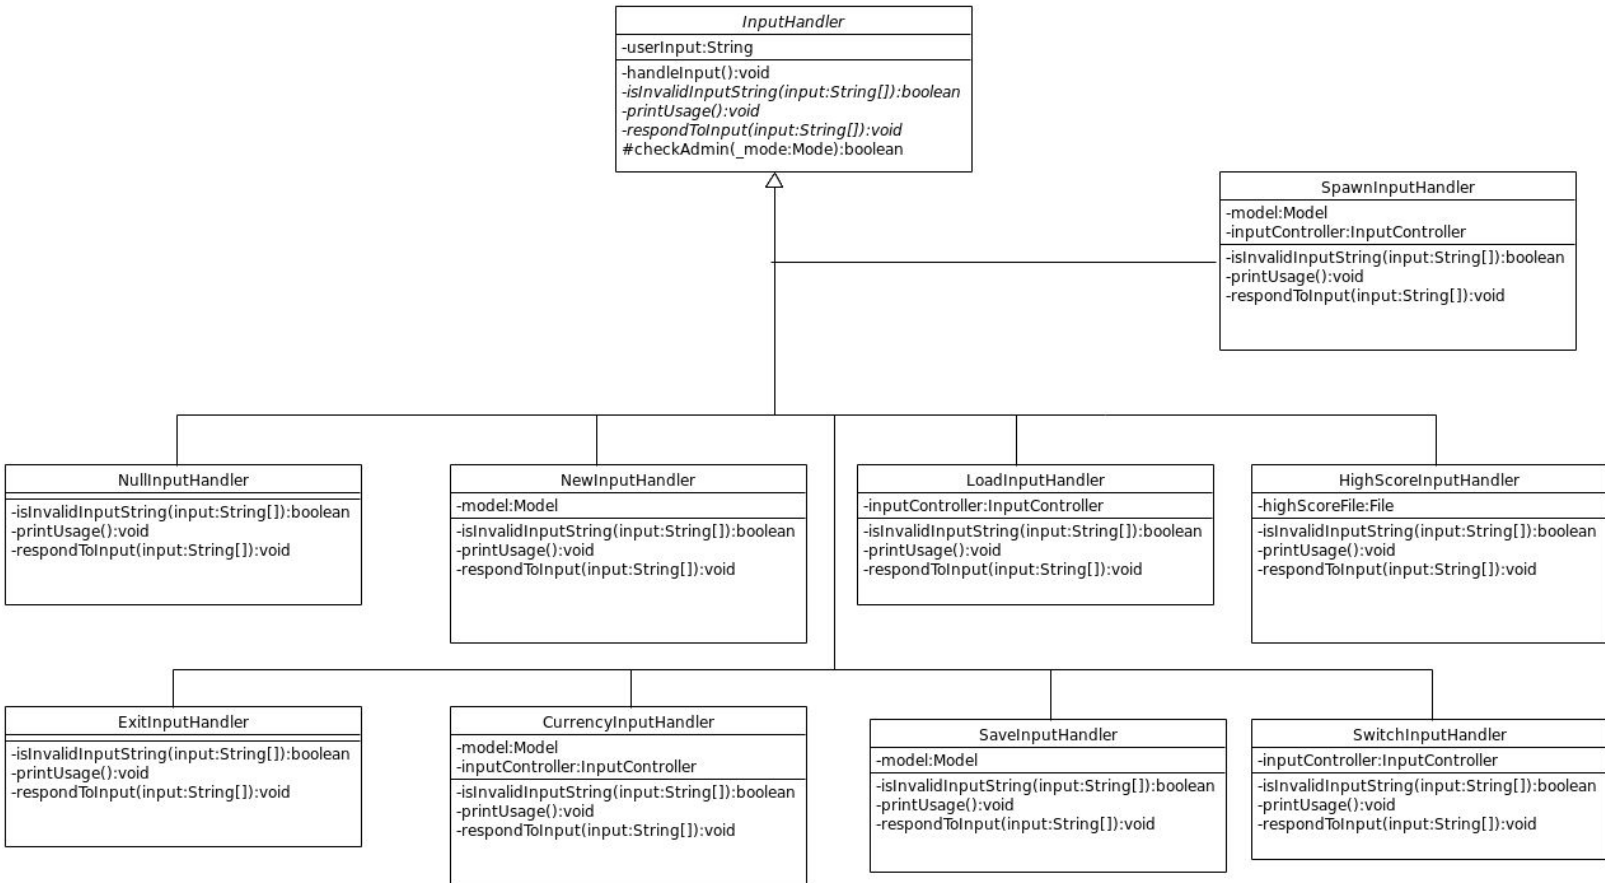 InputHandler
-userInput:String
-handleInput():void
-isInvalidInputString(input:String[]):boolean
-printUsage():void
-respondToInput(input:String[]):void
#checkAdmin(_mode:Mode):boolean
SpawnInputHandler
-model:Model
-inputController:InputController
-isInvalidInputString(input:String[]):boolean
-printUsage():void
-respondToInput(input:String[]):void
NullInputHandler
-isInvalidInputString(input:String[]):boolean
-printUsage():void
-respondToInput(input:String[]):void
NewInputHandler
-model:Model
-isInvalidInputString(input:String[]):boolean
-printUsage():void
-respondToInput(input:String[]):void
LoadInputHandler
-inputController:InputController
-isInvalidInputString(input:String[]):boolean
-printUsage():void
-respondToInput(input:String[]):void
HighScoreInputHandler
-highScoreFile:File
-isInvalidInputString(input:String[]):boolean
-printUsage():void
-respondToInput(input:String[]):void
ExitInputHandler
-isInvalidInputString(input:String[]):boolean
-printUsage():void
-respondToInput(input:String[]):void
CurrencyInputHandler
-model:Model
-inputController:InputController
-isInvalidInputString(input:String[]):boolean
-printUsage():void
-respondToInput(input:String[]):void
SaveInputHandler
-model:Model
-isInvalidInputString(input:String[]):boolean
-printUsage():void
-respondToInput(input:String[]):void
SwitchInputHandler
-inputController:InputController
-isInvalidInputString(input:String[]):boolean
-printUsage():void
-respondToInput(input:String[]):void